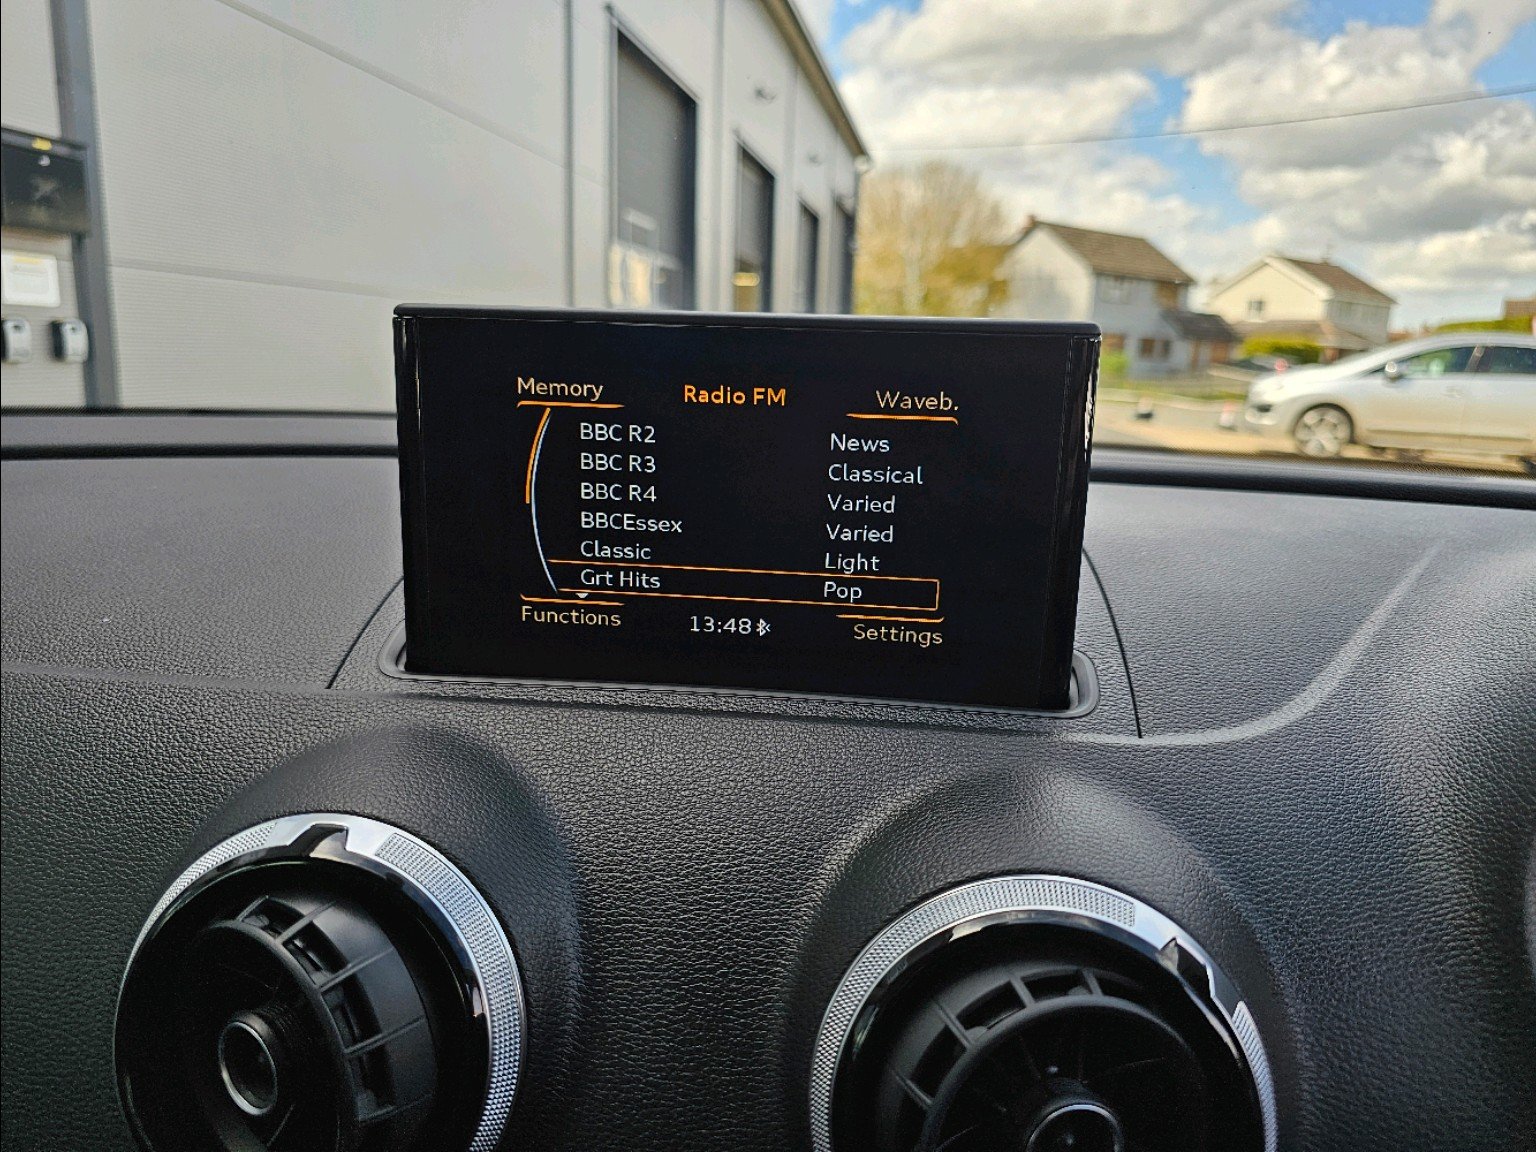 Memory Radio FM Waveb.
BBC R2 News
BBC R3 Classical
BBC R4 Varied
BBCEssex Varied
Classic Light
Grt Hits Pop
Functions 13:48 Settings